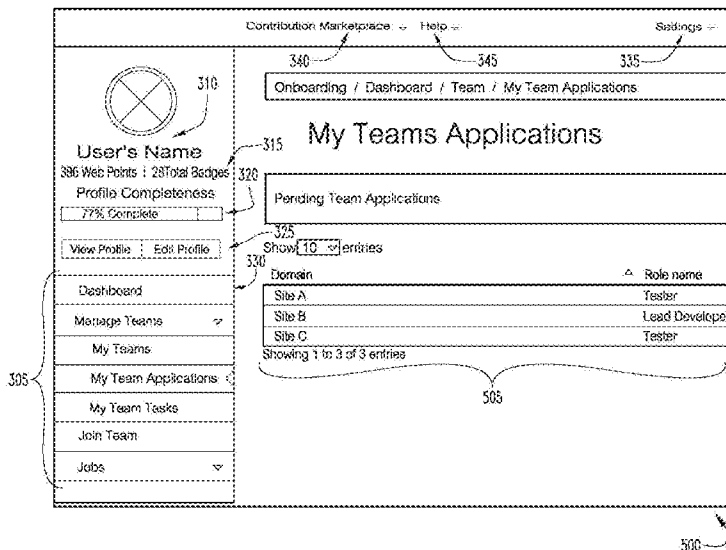 Contribution Marketplace Help Settings
340 345 335
310
Onboarding / Dashboard / Team / My Team Applications
My Teams Applications
User's Name
315
386 Web Points 28Total Badges
320
Profile Completeness
77% Complete
Pending Team Applications
325
View Profile Edit Profile
Show 10 entries
330
Domain Role name
Dashboard
Site A Tester
Manage Teams
Site B Lead Develope
My Teams
Site C Tester
Showing 1 to 3 of 3 entries
305
My Team Applications
505
My Team Tasks
Join Team
Jobs
500